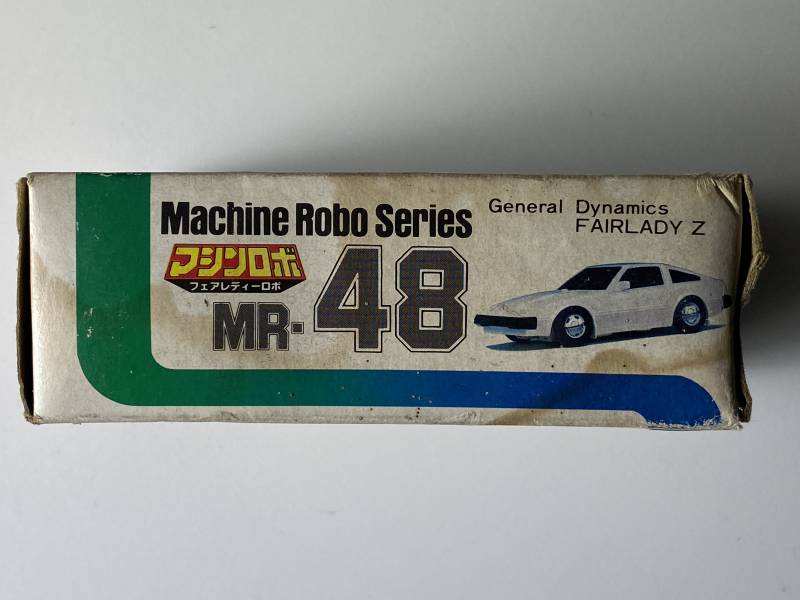 Machine Robo Series
General Dynamics
FAIRLADY Z
マシンロボ
フェアレディーロボ
MR-48